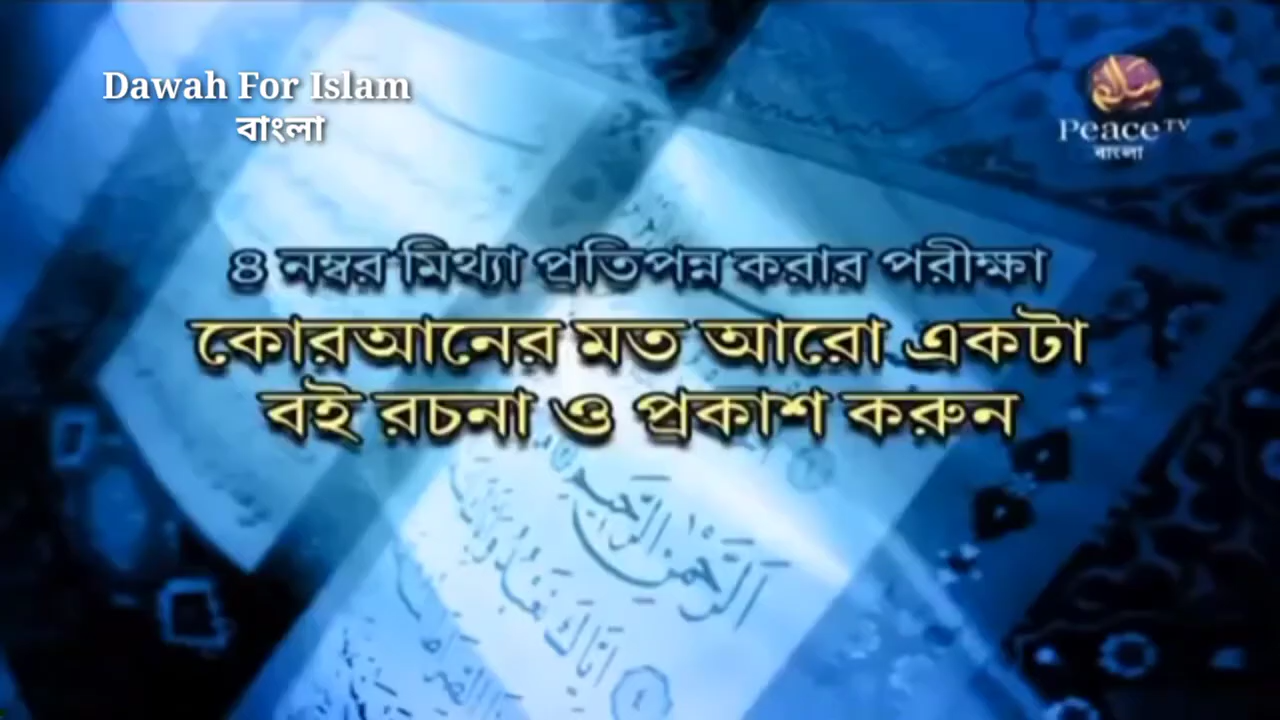 Dawah For Islam
বাংলা
Peace TV
বাংলা
৪ নম্বর মিথ্যা প্রতিপন্ন করার পরীক্ষা
কোরআনের মত আরো একটা
বই রচনা ও প্রকাশ করুন